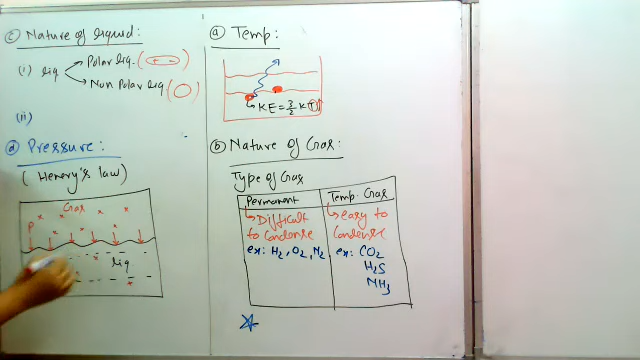 (c) Nature of liquid:
(i) liq
Polar liq. (+ -)
Non Polar liq ( )
(ii)
(d) Pressure:
(Henery's law)
Gas
P
liq
(a) Temp:
KE = 3/2 KT ↑
(b) Nature of Gas:
Type of Gas
Permanent
↳ Difficult
to Condense
ex: H₂, O₂, N₂
Temp. Gas
↳ easy to
Condense
ex: CO₂
H₂S
NH₃